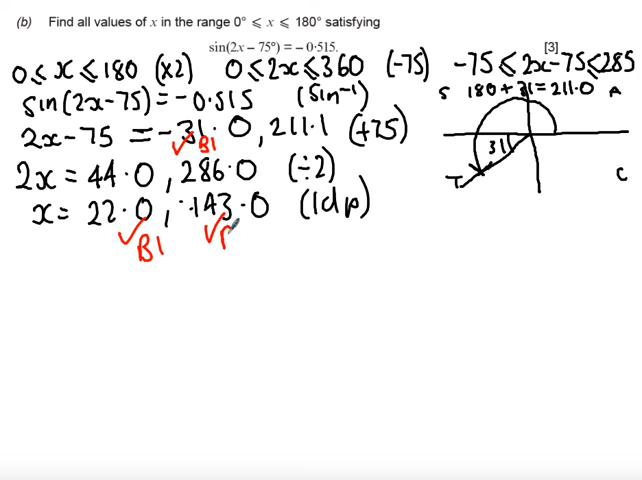 (b) Find all values of x in the range 0° ⩽ x ⩽ 180° satisfying
sin(2x − 75°) = −0·515.
[3]
0 ⩽ x ⩽ 180 (×2) 0 ⩽ 2x ⩽ 360 (-75) -75 ⩽ 2x-75 ⩽ 285
sin(2x-75) = -0.515 (sin⁻¹)
S 180 + 31 = 211.0 A
2x-75 = -31.0, 211.1 (+75)
✓B1
31
2x = 44.0, 286.0 (÷2)
T C
x = 22.0, 143.0 (1dp)
✓B1 ✓